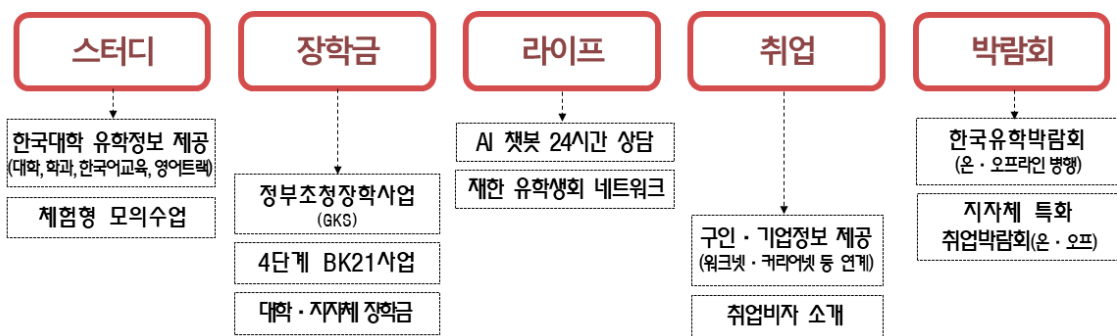 스터디
한국대학 유학정보 제공
(대학, 학과, 한국어교육, 영어트랙)
체험형 모의수업
장학금
정부초청장학사업
(GKS)
4단계 BK21사업
대학·지자체 장학금
라이프
AI 챗봇 24시간 상담
재한 유학생회 네트워크
취업
구인·기업정보 제공
(워크넷·커리어넷 등 연계)
취업비자 소개
박람회
한국유학박람회
(온·오프라인 병행)
지자체 특화
취업박람회(온·오프)